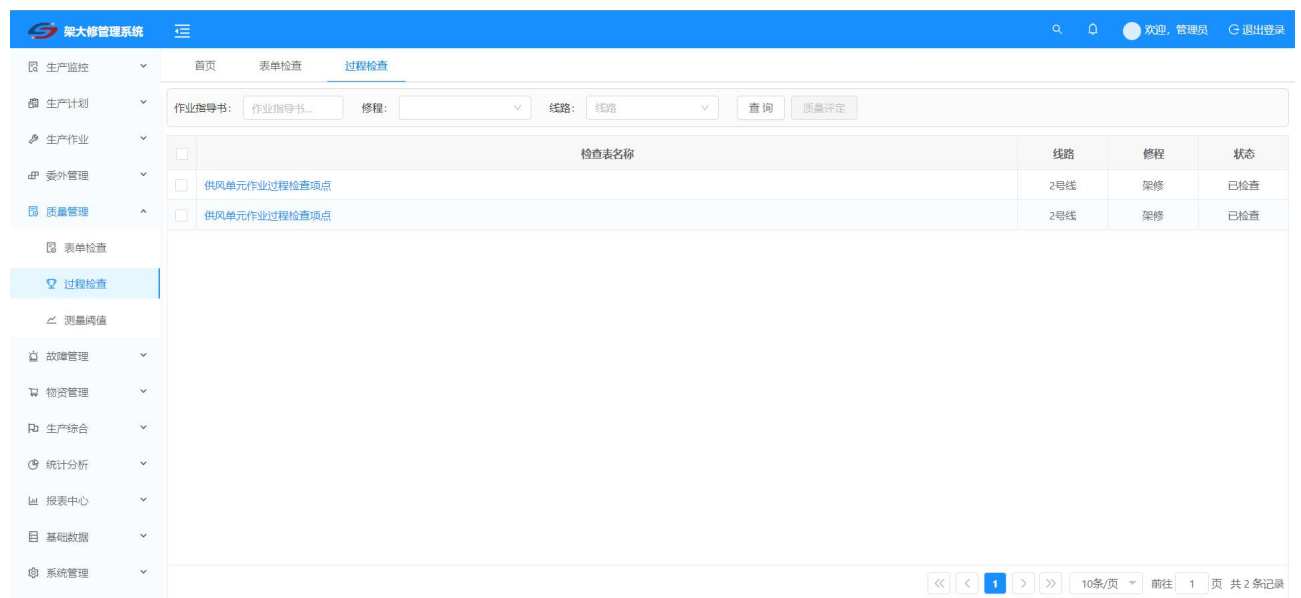 架大修管理系统
欢迎, 管理员 退出登录
生产监控
生产计划
生产作业
委外管理
质量管理
表单检查
过程检查
测量阈值
故障管理
物资管理
生产综合
统计分析
报表中心
基础数据
系统管理
首页 表单检查 过程检查
作业指导书: 作业指导书... 修程: 线路: 线路 查询 质量评定
检查表名称 线路 修程 状态
供风单元作业过程检查项点 2号线 架修 已检查
供风单元作业过程检查项点 2号线 架修 已检查
1 10条/页 前往 1 页 共 2 条记录